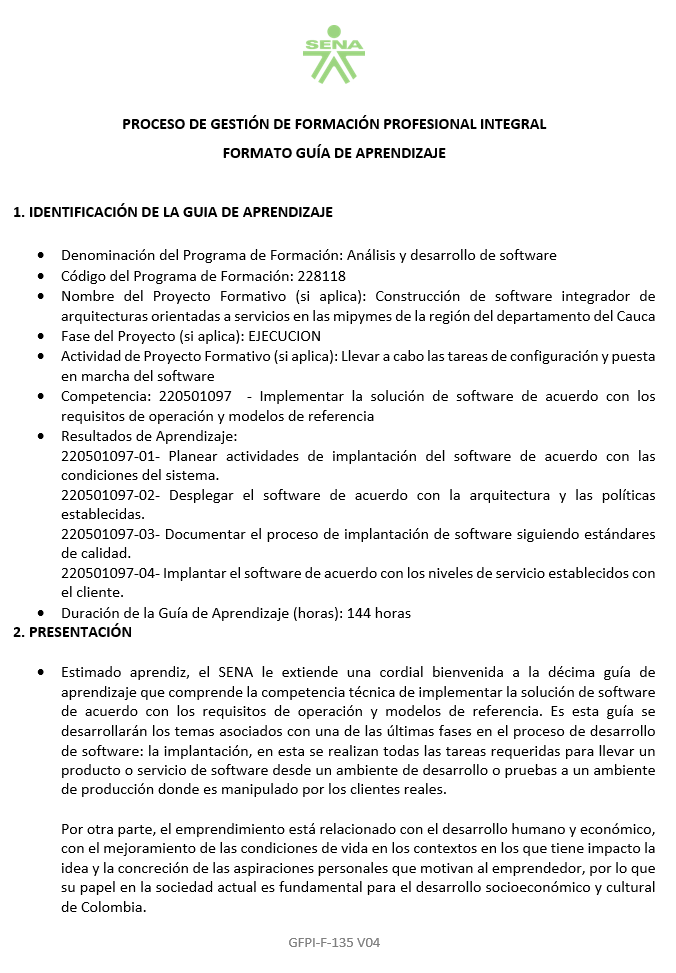 SENA
PROCESO DE GESTIÓN DE FORMACIÓN PROFESIONAL INTEGRAL
FORMATO GUÍA DE APRENDIZAJE
1. IDENTIFICACIÓN DE LA GUIA DE APRENDIZAJE
• Denominación del Programa de Formación: Análisis y desarrollo de software
• Código del Programa de Formación: 228118
• Nombre del Proyecto Formativo (si aplica): Construcción de software integrador de
arquitecturas orientadas a servicios en las mipymes de la región del departamento del Cauca
• Fase del Proyecto (si aplica): EJECUCION
• Actividad de Proyecto Formativo (si aplica): Llevar a cabo las tareas de configuración y puesta
en marcha del software
• Competencia: 220501097 - Implementar la solución de software de acuerdo con los
requisitos de operación y modelos de referencia
• Resultados de Aprendizaje:
220501097-01- Planear actividades de implantación del software de acuerdo con las
condiciones del sistema.
220501097-02- Desplegar el software de acuerdo con la arquitectura y las políticas
establecidas.
220501097-03- Documentar el proceso de implantación de software siguiendo estándares
de calidad.
220501097-04- Implantar el software de acuerdo con los niveles de servicio establecidos con
el cliente.
• Duración de la Guía de Aprendizaje (horas): 144 horas
2. PRESENTACIÓN
• Estimado aprendiz, el SENA le extiende una cordial bienvenida a la décima guía de
aprendizaje que comprende la competencia técnica de implementar la solución de software
de acuerdo con los requisitos de operación y modelos de referencia. Es esta guía se
desarrollarán los temas asociados con una de las últimas fases en el proceso de desarrollo
de software: la implantación, en esta se realizan todas las tareas requeridas para llevar un
producto o servicio de software desde un ambiente de desarrollo o pruebas a un ambiente
de producción donde es manipulado por los clientes reales.
Por otra parte, el emprendimiento está relacionado con el desarrollo humano y económico,
con el mejoramiento de las condiciones de vida en los contextos en los que tiene impacto la
idea y la concreción de las aspiraciones personales que motivan al emprendedor, por lo que
su papel en la sociedad actual es fundamental para el desarrollo socioeconómico y cultural
de Colombia.
GFPI-F-135 V04